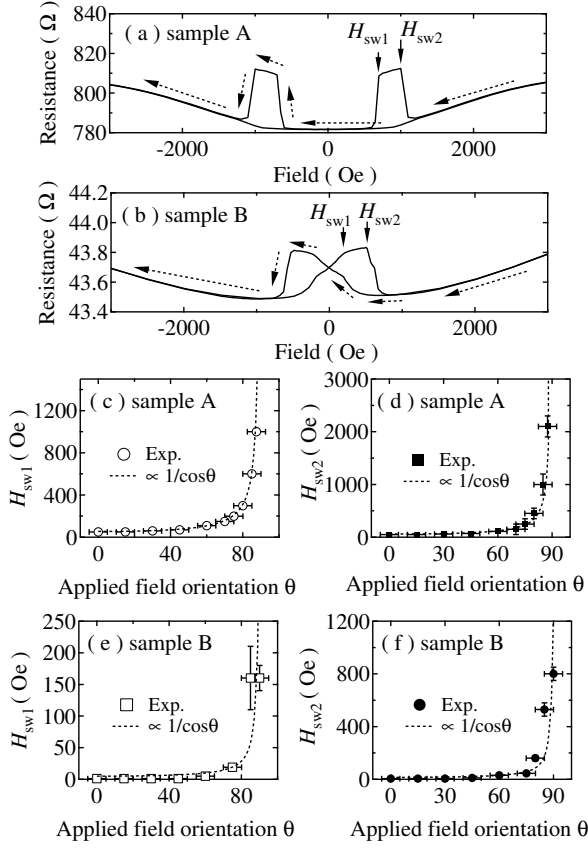 840
( a ) sample A
H_sw1
H_sw2
820
800
780
Resistance ( Ω )
-2000
0
2000
Field ( Oe )
44.2
( b ) sample B
H_sw1
H_sw2
44.0
43.8
43.6
43.4
Resistance ( Ω )
-2000
0
2000
Field ( Oe )
( c ) sample A
1200
800
400
0
H_sw1 ( Oe )
Exp.
∝ 1/cosθ
0
40
80
Applied field orientation θ
3000
( d ) sample A
2000
1000
0
H_sw2 ( Oe )
Exp.
∝ 1/cosθ
0
30
60
90
Applied field orientation θ
250
( e ) sample B
200
150
100
50
0
H_sw1 ( Oe )
Exp.
∝ 1/cosθ
0
40
80
Applied field orientation θ
1200
( f ) sample B
800
400
0
H_sw2 ( Oe )
Exp.
∝ 1/cosθ
0
30
60
90
Applied field orientation θ